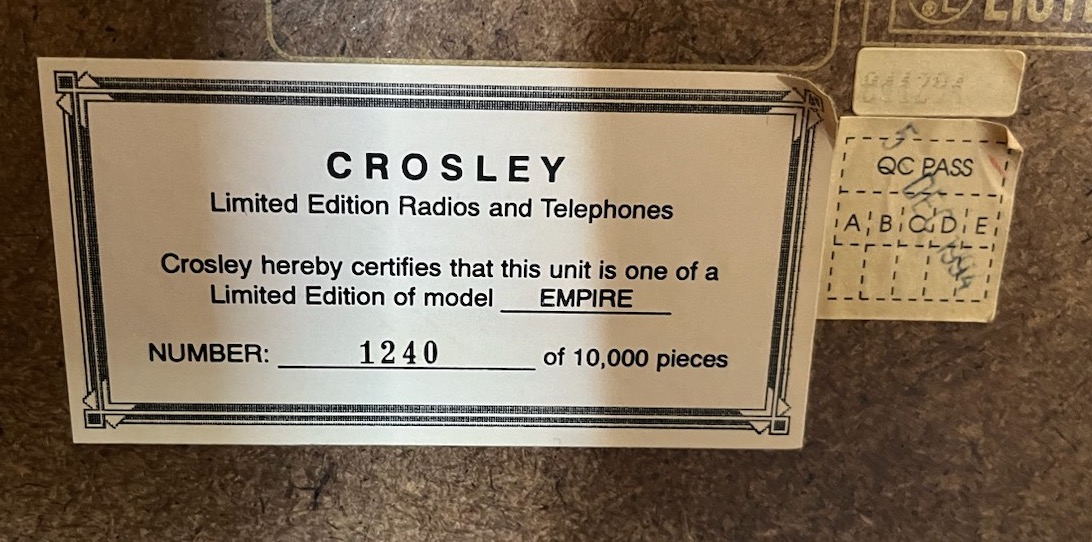 CROSLEY
Limited Edition Radios and Telephones
Crosley hereby certifies that this unit is one of a
Limited Edition of model EMPIRE
NUMBER: 1240 of 10,000 pieces
QC PASS
A B C D E